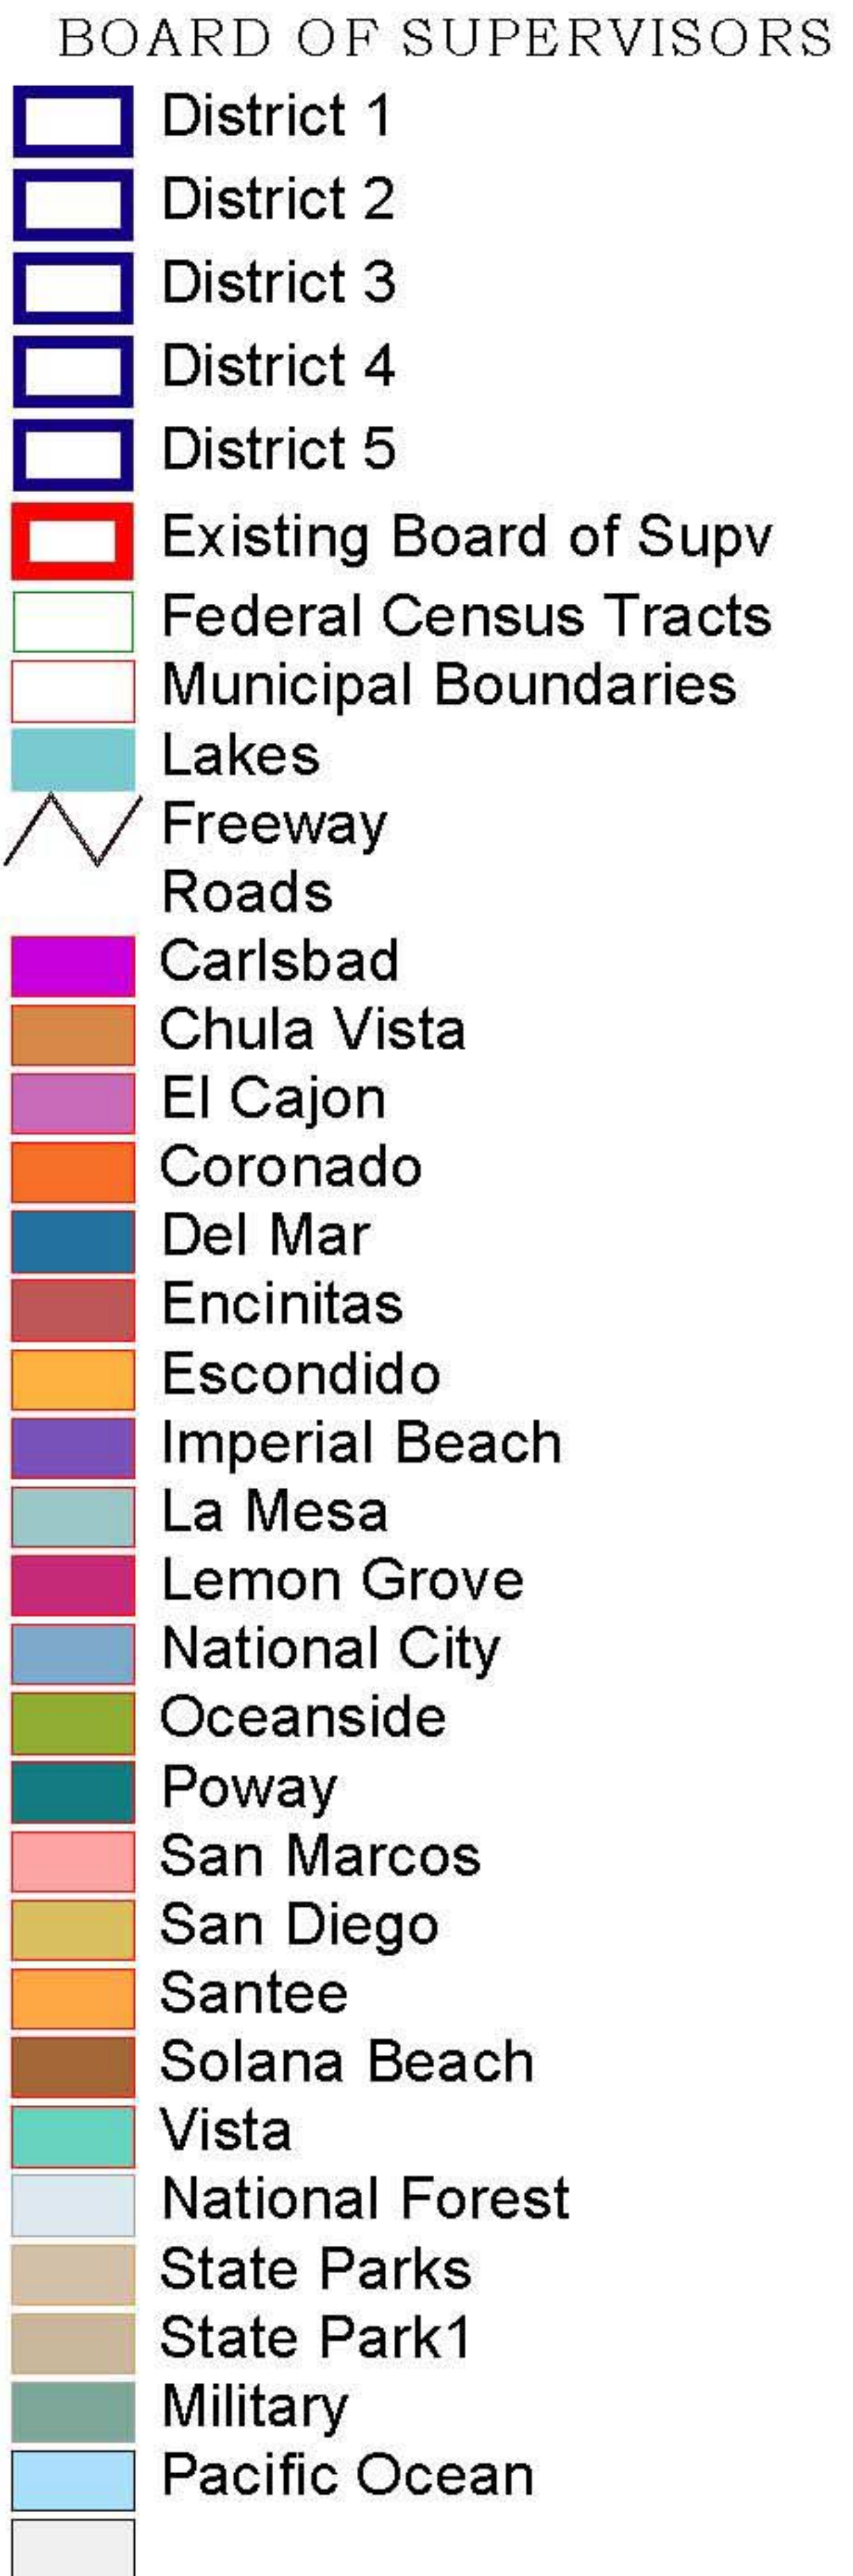 BOARD OF SUPERVISORS
District 1
District 2
District 3
District 4
District 5
Existing Board of Supv
Federal Census Tracts
Municipal Boundaries
Lakes
Freeway
Roads
Carlsbad
Chula Vista
El Cajon
Coronado
Del Mar
Encinitas
Escondido
Imperial Beach
La Mesa
Lemon Grove
National City
Oceanside
Poway
San Marcos
San Diego
Santee
Solana Beach
Vista
National Forest
State Parks
State Park1
Military
Pacific Ocean